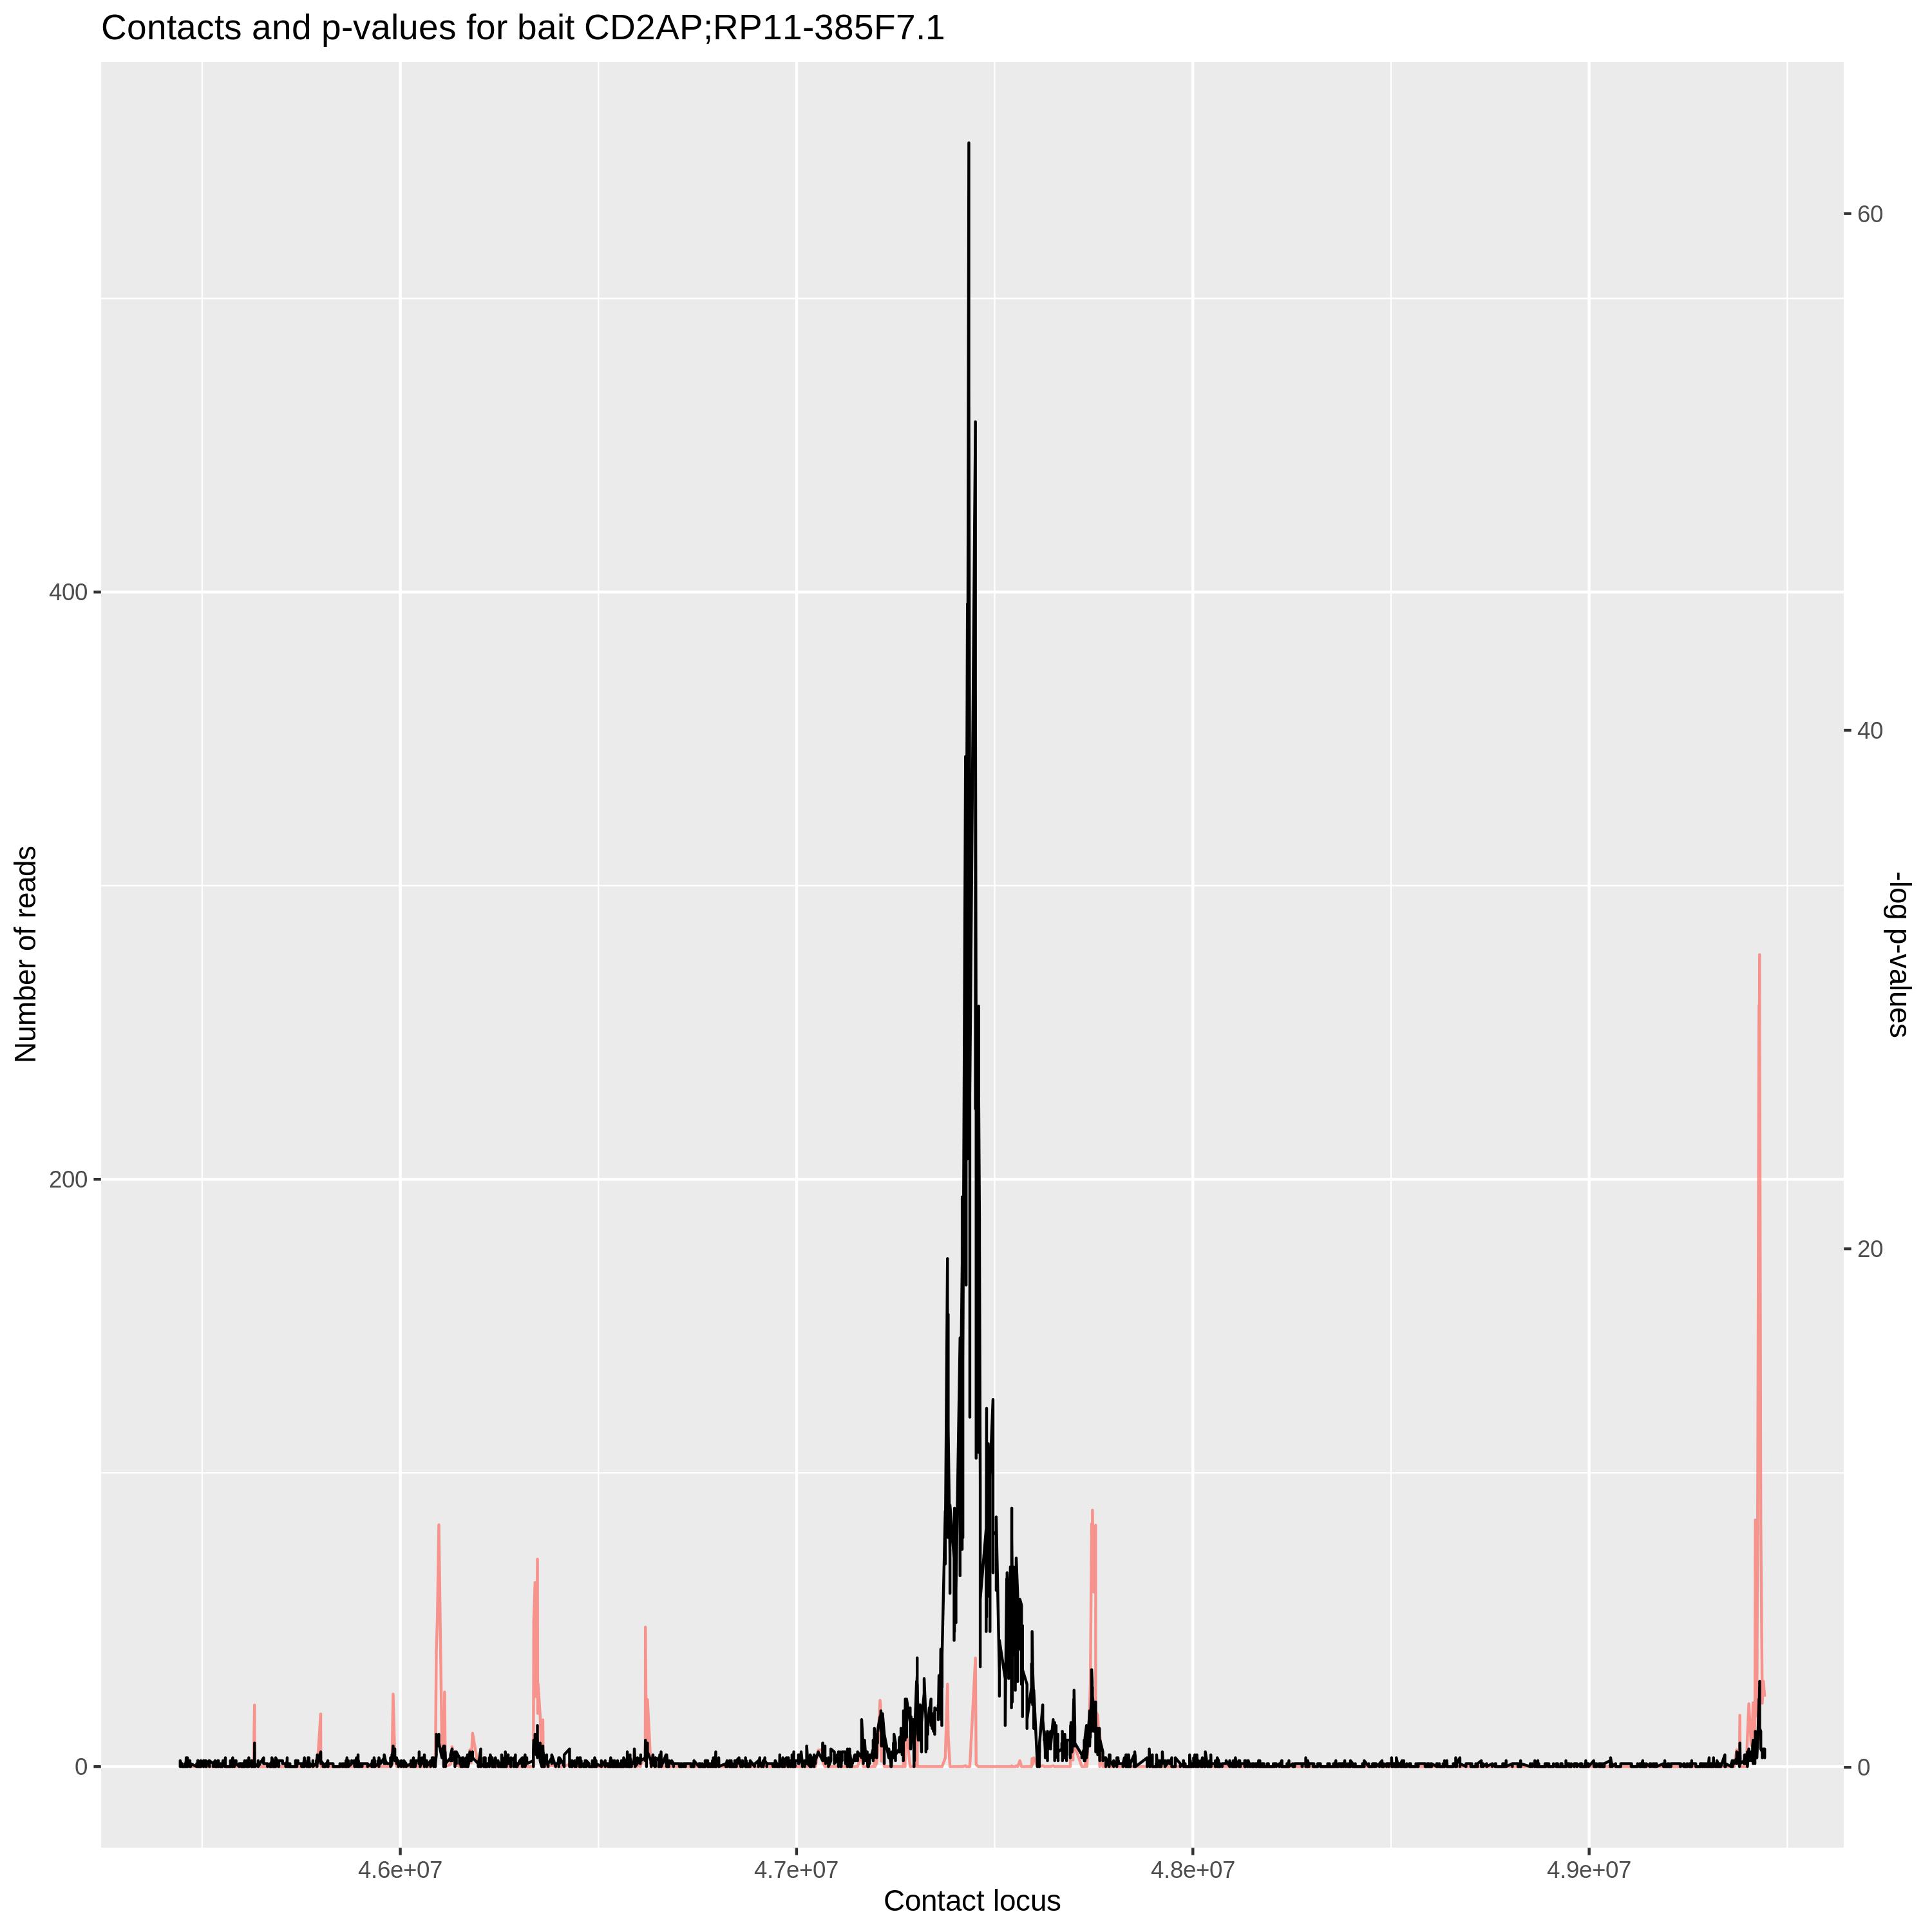 Contacts and p-values for bait CD2AP;RP11-385F7.1
Number of reads
400
200
0
60
40
20
0
-log p-values
4.6e+07 4.7e+07 4.8e+07 4.9e+07
Contact locus